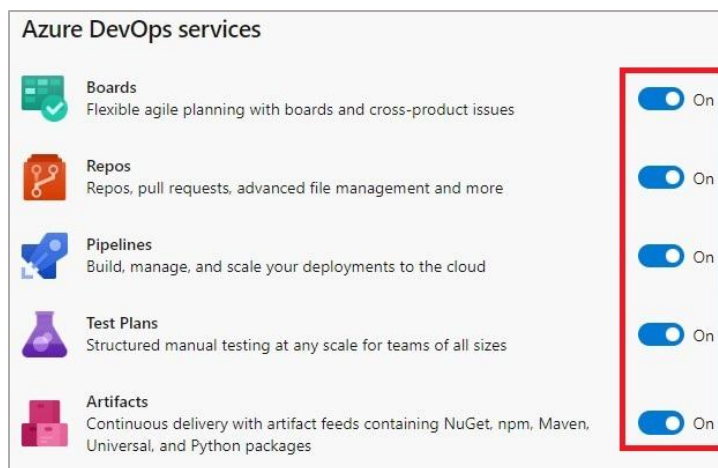 Azure DevOps services
Boards
Flexible agile planning with boards and cross-product issues
On
Repos
Repos, pull requests, advanced file management and more
On
Pipelines
Build, manage, and scale your deployments to the cloud
On
Test Plans
Structured manual testing at any scale for teams of all sizes
On
Artifacts
Continuous delivery with artifact feeds containing NuGet, npm, Maven,
Universal, and Python packages
On